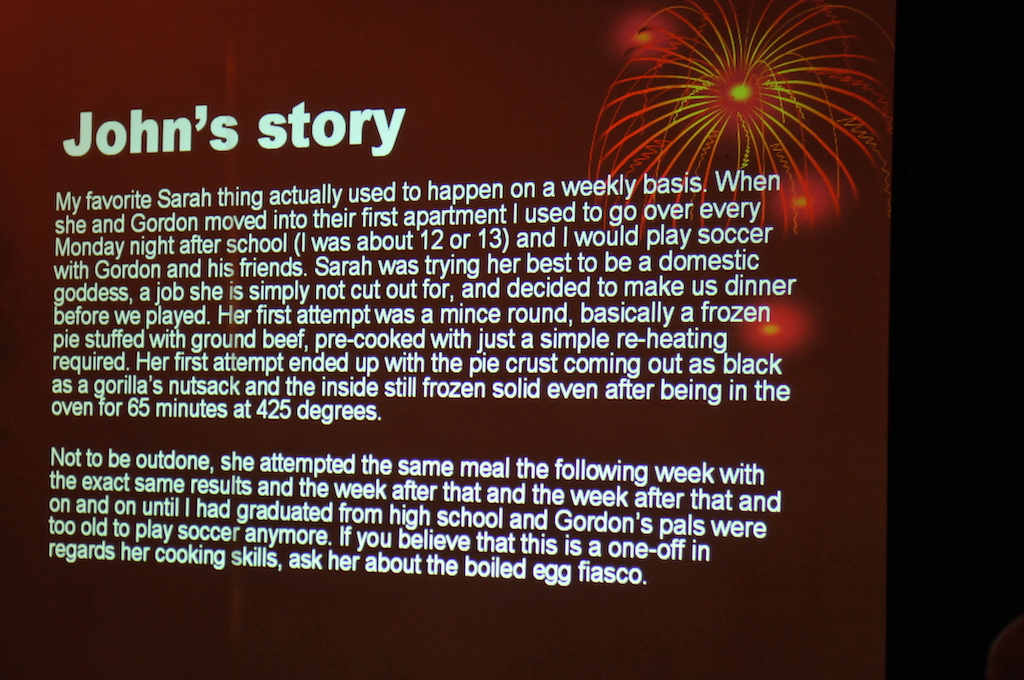 John's story
My favorite Sarah thing actually used to happen on a weekly basis. When
she and Gordon moved into their first apartment I used to go over every
Monday night after school (I was about 12 or 13) and I would play soccer
with Gordon and his friends. Sarah was trying her best to be a domestic
goddess, a job she is simply not cut out for, and decided to make us dinner
before we played. Her first attempt was a mince round, basically a frozen
pie stuffed with ground beef, pre-cooked with just a simple re-heating
required. Her first attempt ended up with the pie crust coming out as black
as a gorilla's nutsack and the inside still frozen solid even after being in the
oven for 65 minutes at 425 degrees.
Not to be outdone, she attempted the same meal the following week with
the exact same results and the week after that and the week after that and
on and on until I had graduated from high school and Gordon's pals were
too old to play soccer anymore. If you believe that this is a one-off in
regards her cooking skills, ask her about the boiled egg fiasco.